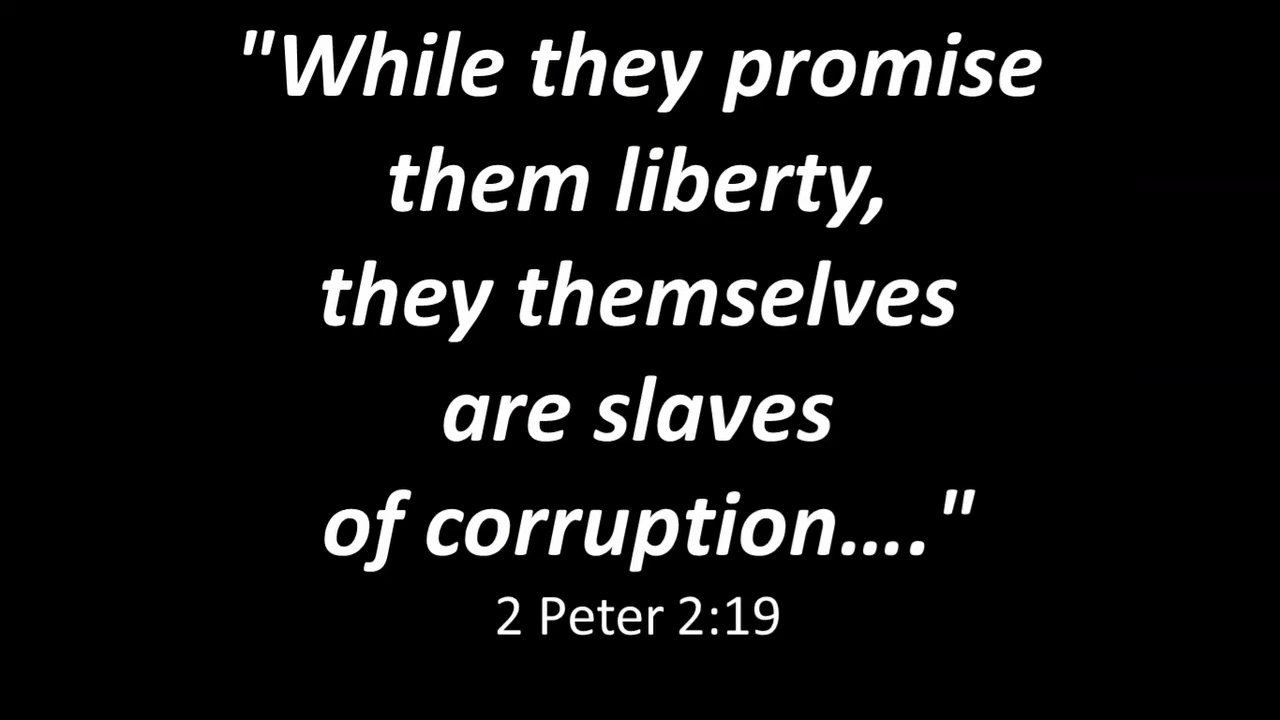 "While they promise
them liberty,
they themselves
are slaves
of corruption…."
2 Peter 2:19